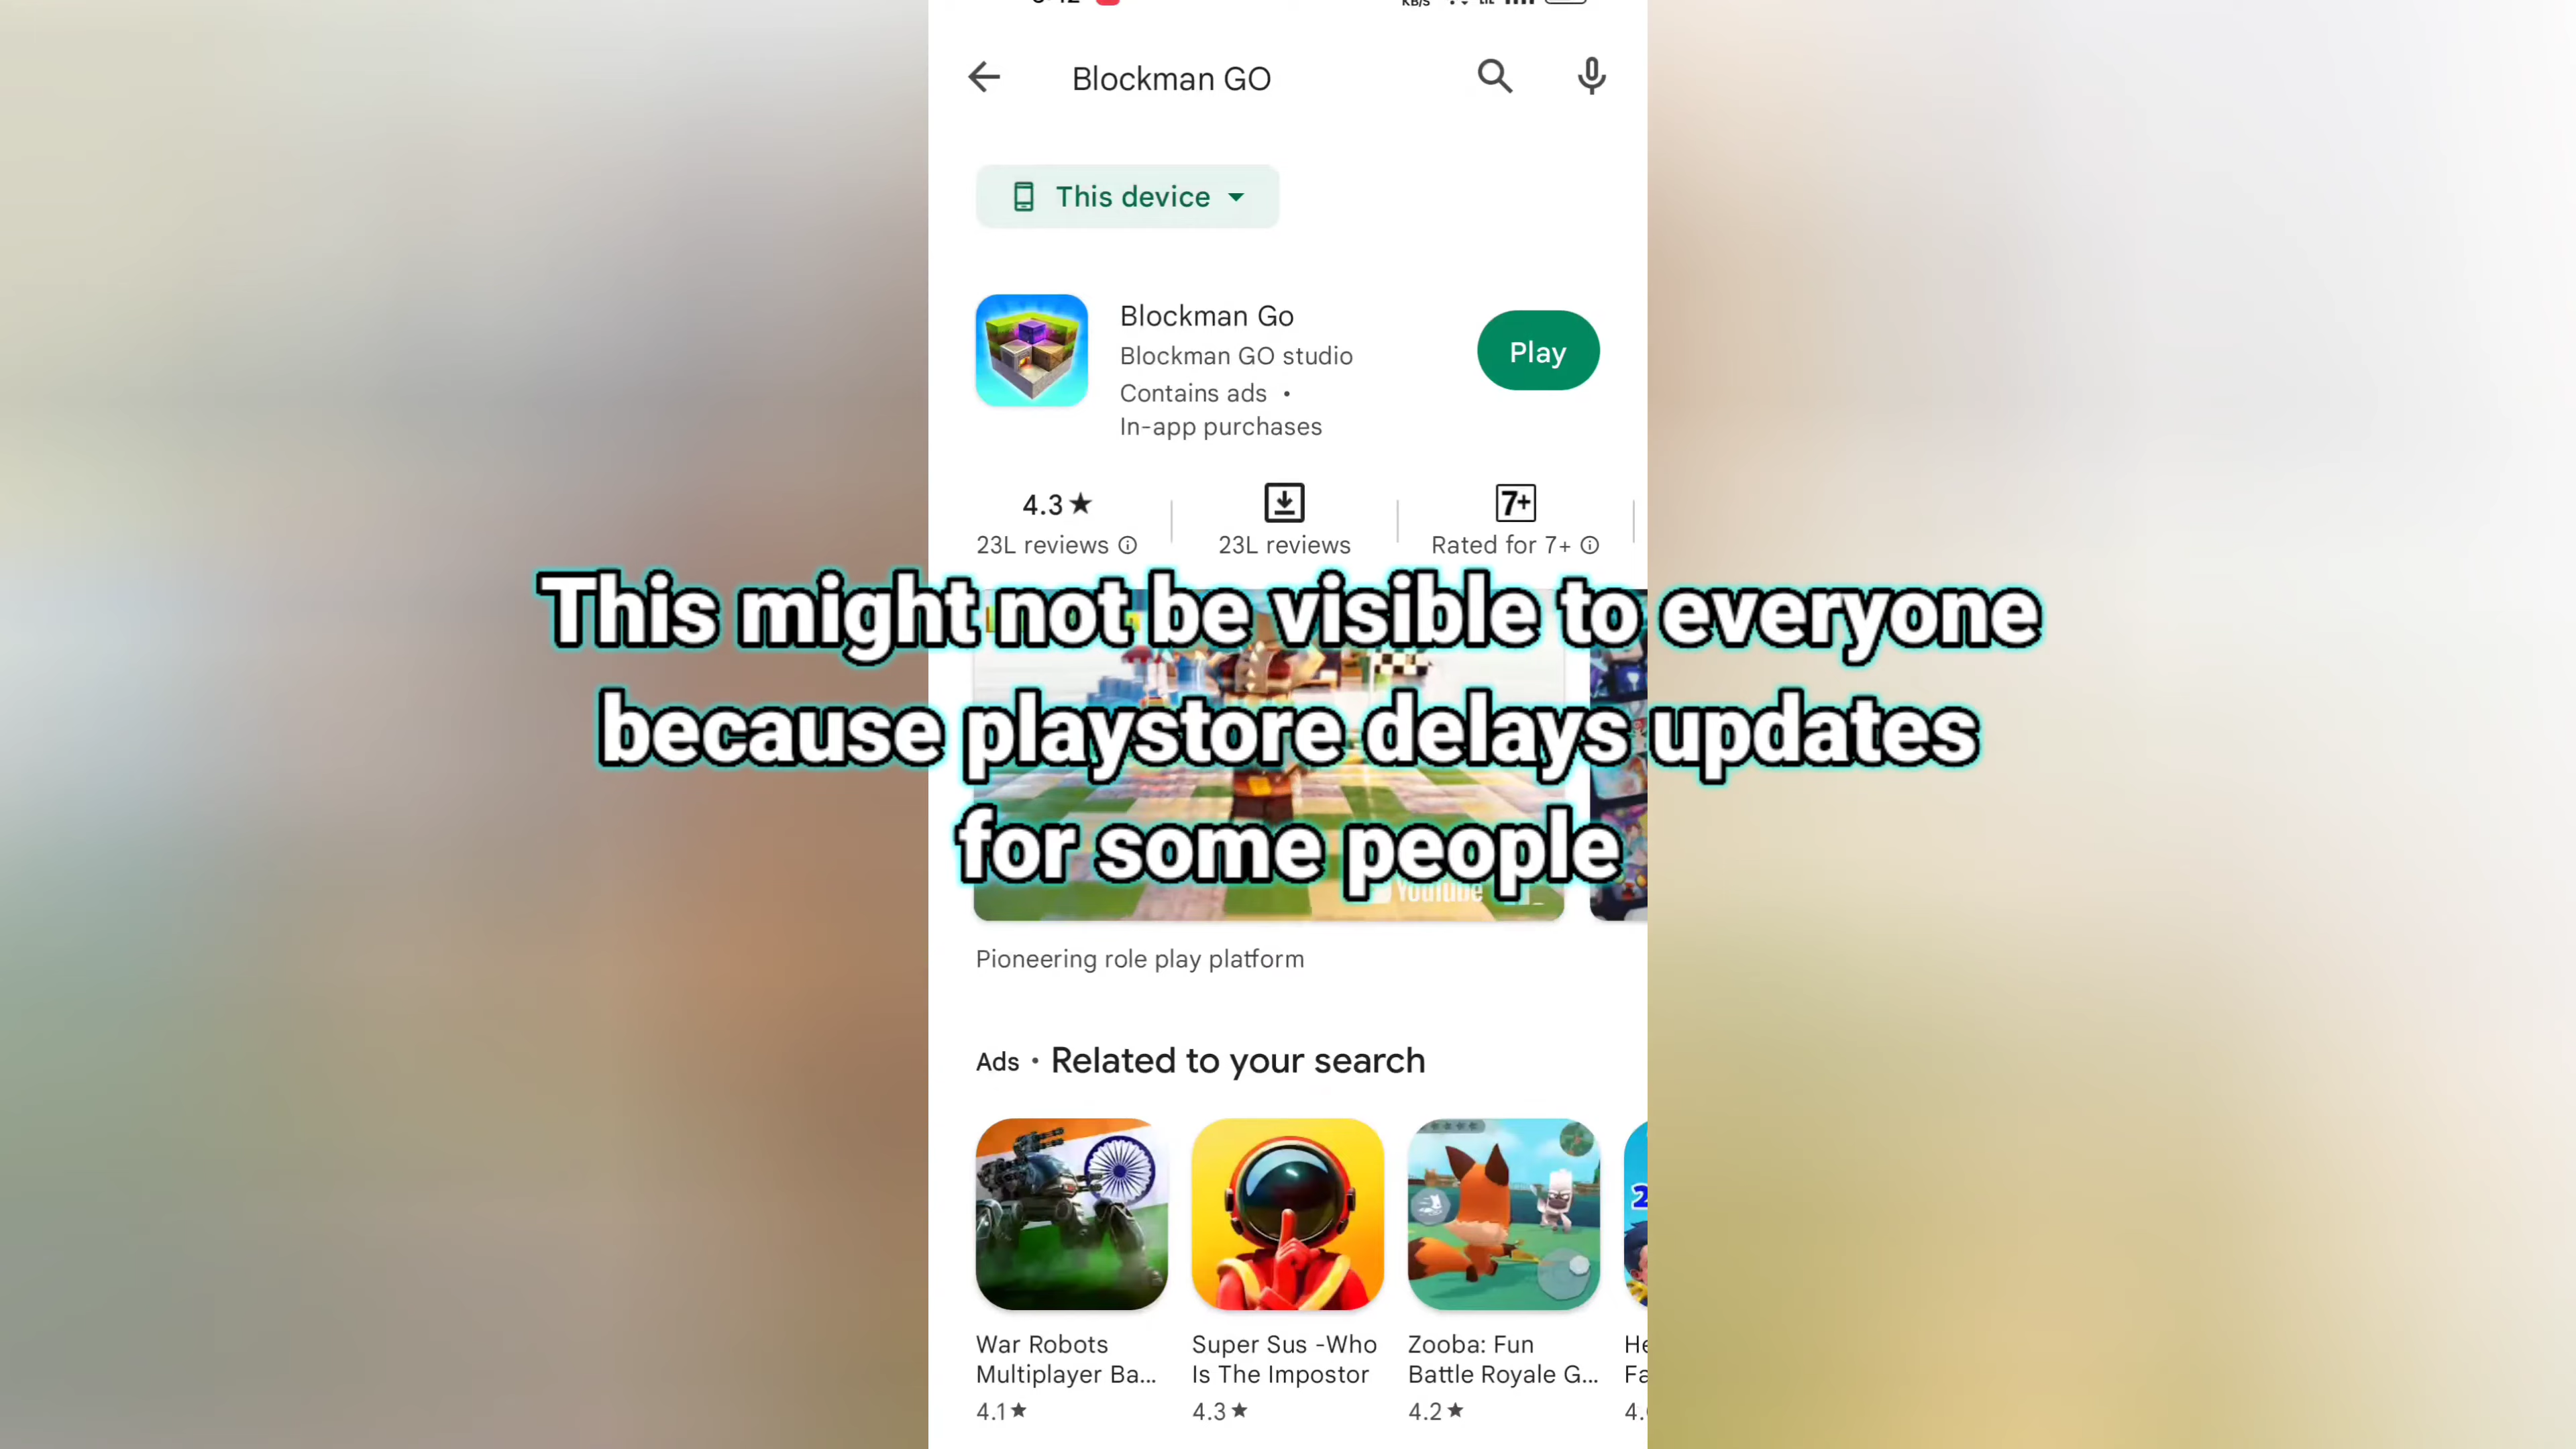 KB/S
Blockman GO
This device
Blockman Go
Blockman GO studio
Contains ads •
In-app purchases
Play
4.3★
23L reviews
23L reviews
7+
Rated for 7+
This might not be visible to everyone
because playstore delays updates
for some people
YouTube
Pioneering role play platform
Ads • Related to your search
War Robots
Multiplayer Ba...
4.1★
Super Sus -Who
Is The Impostor
4.3★
Zooba: Fun
Battle Royale G...
4.2★